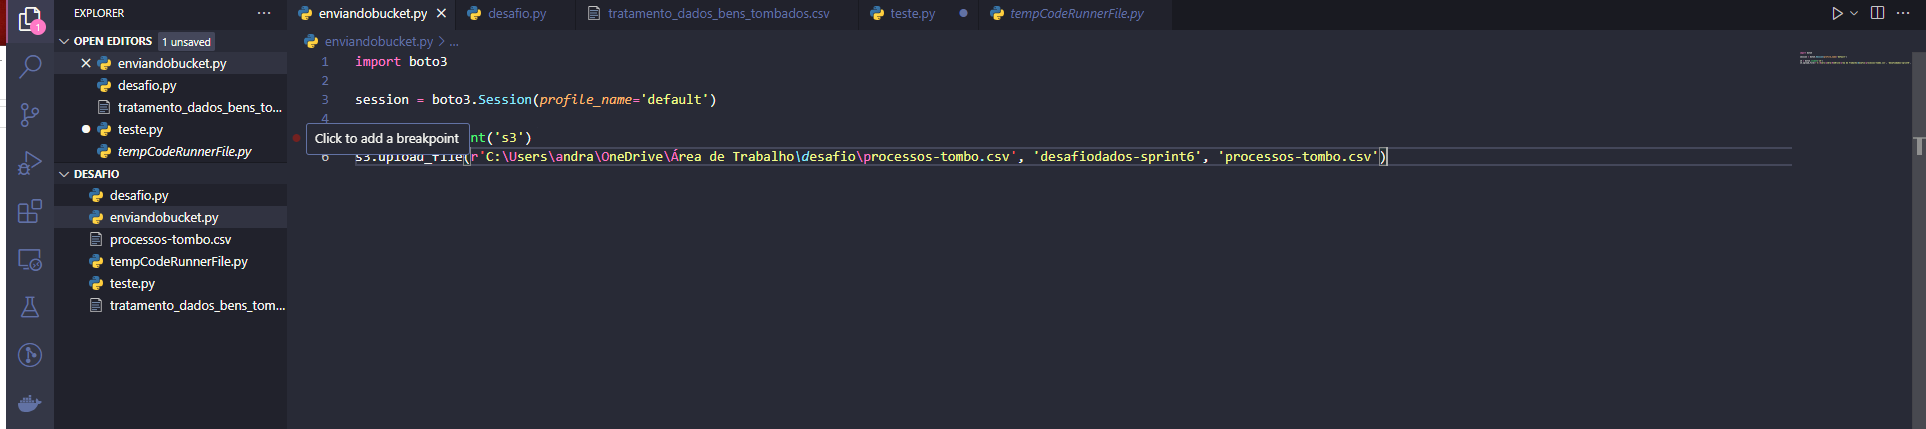 EXPLORER ...
OPEN EDITORS 1 unsaved
enviandobucket.py
desafio.py
tratamento_dados_bens_to...
teste.py
tempCodeRunnerFile.py
DESAFIO
desafio.py
enviandobucket.py
processos-tombo.csv
tempCodeRunnerFile.py
teste.py
tratamento_dados_bens_tom...
1
enviandobucket.py desafio.py tratamento_dados_bens_tombados.csv teste.py tempCodeRunnerFile.py
enviandobucket.py > ...
1 import boto3
2
3 session = boto3.Session(profile_name='default')
4
Click to add a breakpoint nt('s3')
6 s3.upload_file(r'C:\Users\andra\OneDrive\Área de Trabalho\desafio\processos-tombo.csv', 'desafiodados-sprint6', 'processos-tombo.csv')